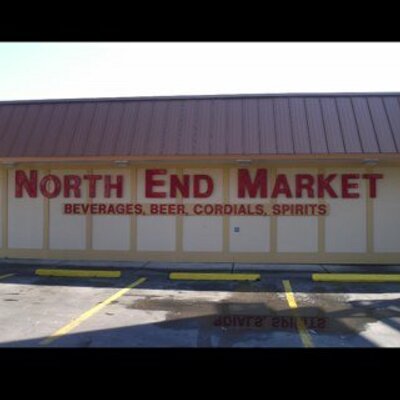 NORTH END MARKET
BEVERAGES, BEER, CORDIALS, SPIRITS